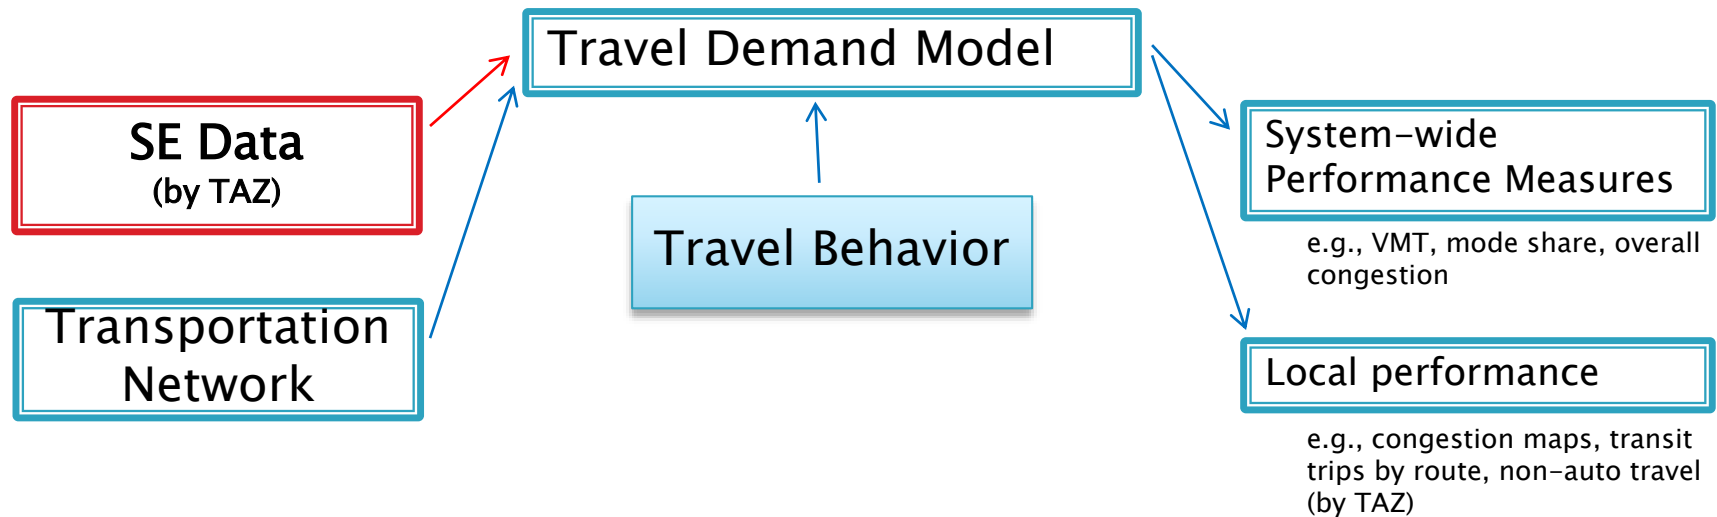 Travel Demand Model
SE Data
(by TAZ)
Transportation
Network
Travel Behavior
System-wide
Performance Measures
e.g., VMT, mode share, overall
congestion
Local performance
e.g., congestion maps, transit
trips by route, non-auto travel
(by TAZ)